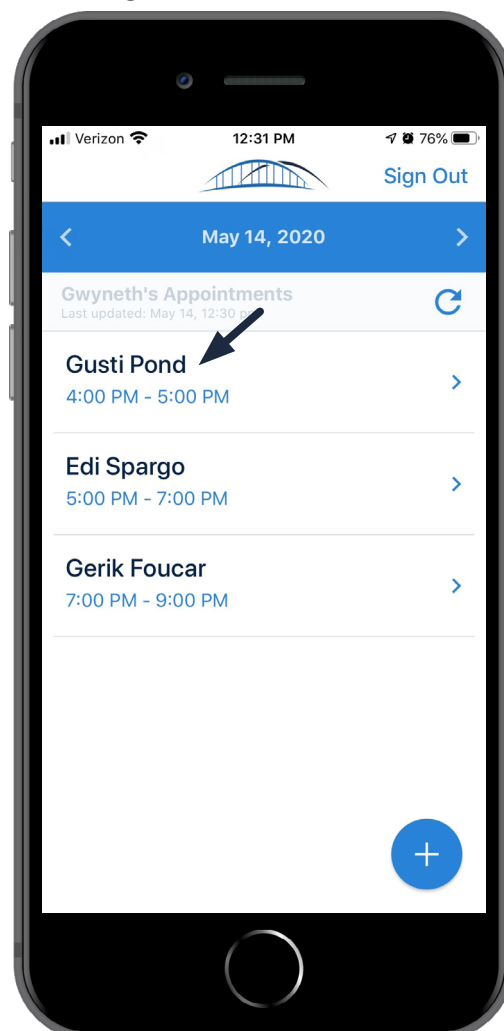 Verizon 12:31 PM 76%
Sign Out
May 14, 2020
Gwyneth's Appointments
Last updated: May 14, 12:30
Gusti Pond
4:00 PM - 5:00 PM
Edi Spargo
5:00 PM - 7:00 PM
Gerik Foucar
7:00 PM - 9:00 PM